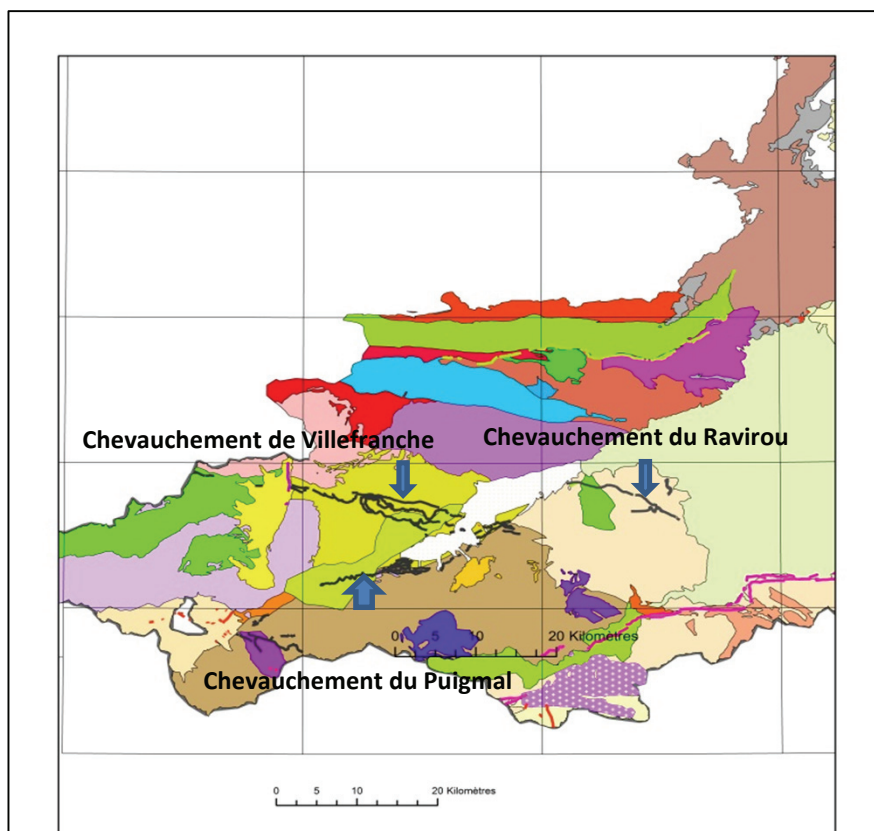 Chevauchement de Villefranche
Chevauchement du Ravirou
0 5 10 20 Kilomètres
Chevauchement du Puigmal
0 5 10 20 Kilomètres